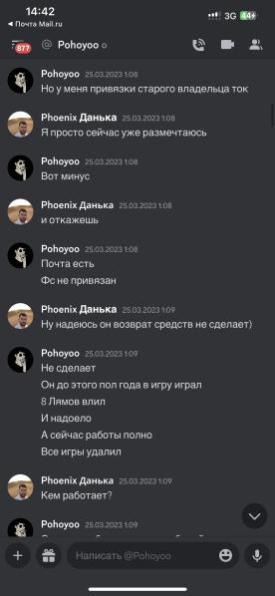 14:42
3G 44+
◂ Почта Mail.ru
877
@ Pohoyoo
Pohoyoo 25.03.2023 1:08
Но у меня привязки старого владельца ток
Phoenix Данька 25.03.2023 1:08
Я просто сейчас уже размечтаюсь
Pohoyoo 25.03.2023 1:08
Вот минус
Phoenix Данька 25.03.2023 1:08
и откажешь
Pohoyoo 25.03.2023 1:08
Почта есть
Фс не привязан
Phoenix Данька 25.03.2023 1:09
Ну надеюсь он возврат средств не сделает)
Pohoyoo 25.03.2023 1:09
Не сделает
Он до этого пол года в игру играл
8 Лямов влил
И надоело
А сейчас работы полно
Все игры удалил
Phoenix Данька 25.03.2023 1:09
Кем работает?
Pohoyoo 25.03.2023 1:09
Написать @Pohoyoo